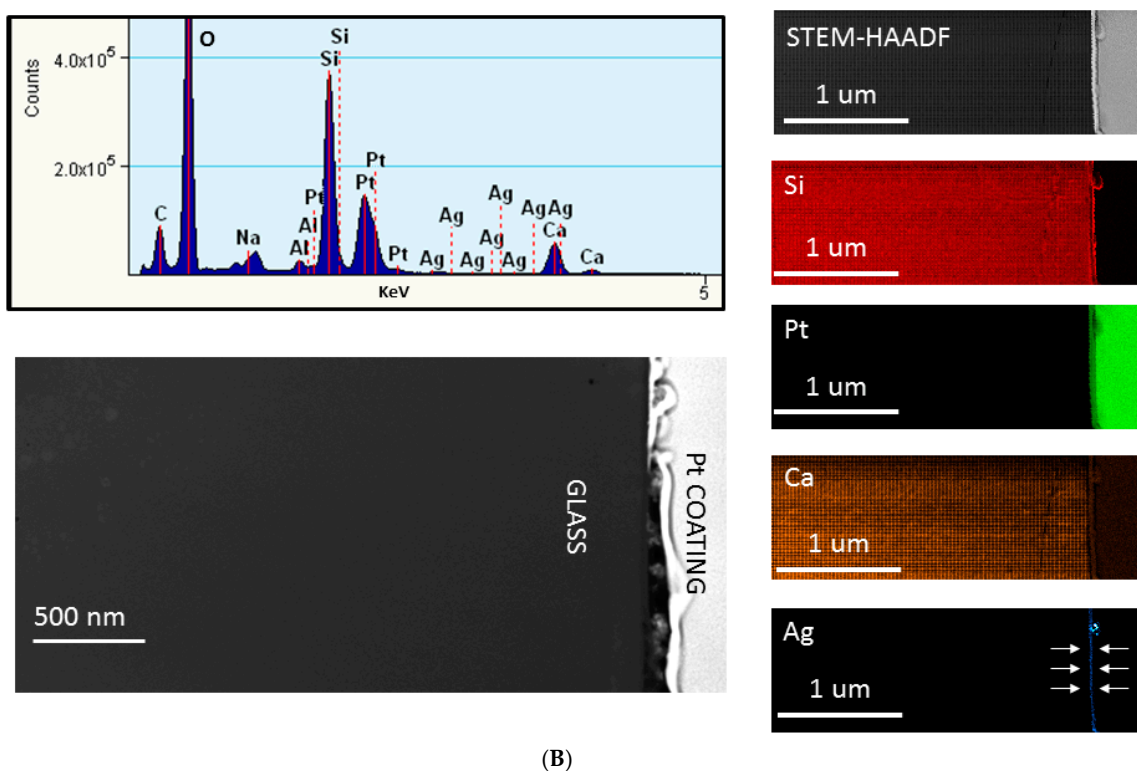 Counts
4.0x10⁵
2.0x10⁵
C
O
Na
Al
Al
Pt
Si
Si
Pt
Pt
Pt
Ag
Ag
Ag
Ag
Ag
Ag
Ag
Ag
Ca
Ca
KeV
5
GLASS
Pt COATING
500 nm
STEM-HAADF
1 um
Si
1 um
Pt
1 um
Ca
1 um
Ag
1 um
(B)